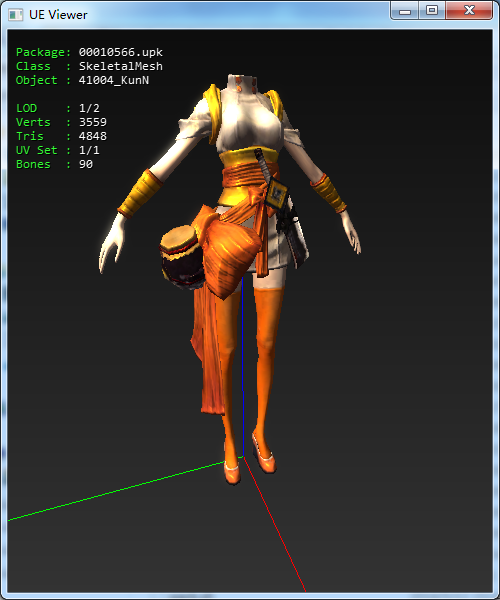 UE Viewer
Package: 00010566.upk
Class : SkeletalMesh
Object : 41004_KunN
LOD : 1/2
Verts : 3559
Tris : 4848
UV Set : 1/1
Bones : 90